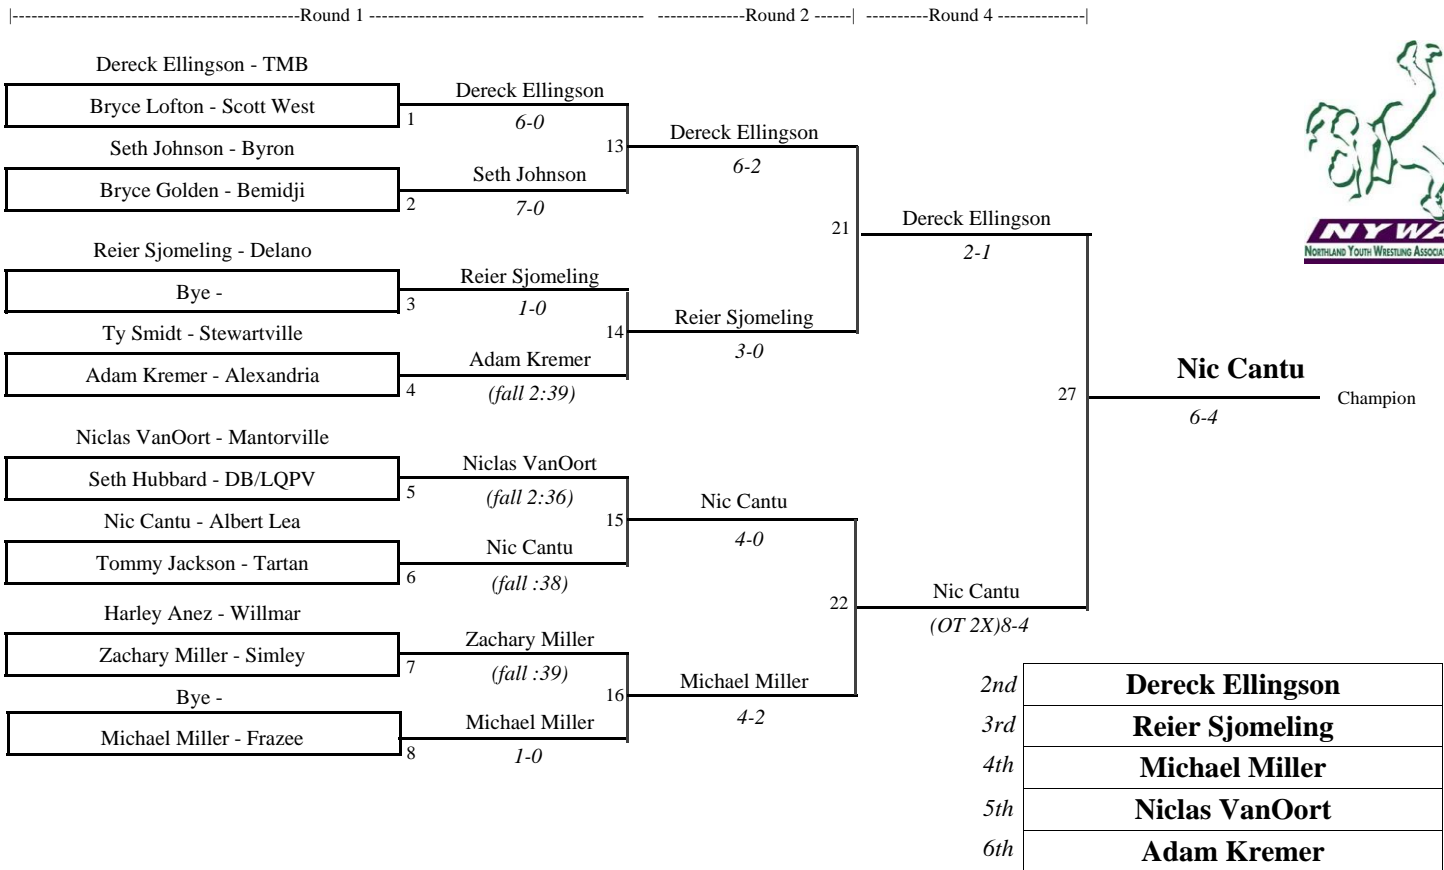 |-------------------------------------------Round 1 ----------------------------------------- -------------Round 2 ------| ----------Round 4 -------------|
Dereck Ellingson - TMB
Bryce Lofton - Scott West
1
Dereck Ellingson
6-0
Seth Johnson - Byron
Bryce Golden - Bemidji
2
Seth Johnson
7-0
13
Dereck Ellingson
6-2
Reier Sjomeling - Delano
Bye -
3
Reier Sjomeling
1-0
Ty Smidt - Stewartville
Adam Kremer - Alexandria
4
Adam Kremer
(fall 2:39)
14
Reier Sjomeling
3-0
21
Dereck Ellingson
2-1
Niclas VanOort - Mantorville
Seth Hubbard - DB/LQPV
5
Niclas VanOort
(fall 2:36)
Nic Cantu - Albert Lea
Tommy Jackson - Tartan
6
Nic Cantu
(fall :38)
15
Nic Cantu
4-0
Harley Anez - Willmar
Zachary Miller - Simley
7
Zachary Miller
(fall :39)
Bye -
Michael Miller - Frazee
8
Michael Miller
1-0
16
Michael Miller
4-2
22
Nic Cantu
(OT 2X)8-4
27
Nic Cantu
6-4
Champion
NYWA
NORTHLAND YOUTH WRESTLING
2nd Dereck Ellingson
3rd Reier Sjomeling
4th Michael Miller
5th Niclas VanOort
6th Adam Kremer